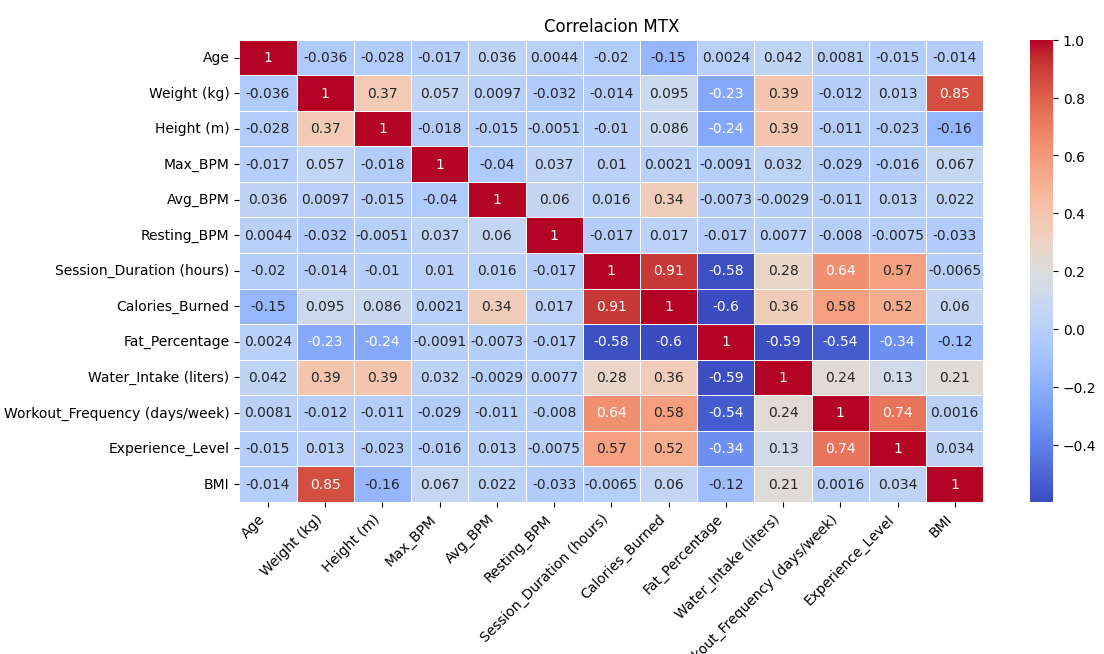 Correlacion MTX
Age 1 -0.036 -0.028 -0.017 0.036 0.0044 -0.02 -0.15 0.0024 0.042 0.0081 -0.015 -0.014
Weight (kg) -0.036 1 0.37 0.057 0.0097 -0.032 -0.014 0.095 -0.23 0.39 -0.012 0.013 0.85
Height (m) -0.028 0.37 1 -0.018 -0.015 -0.0051 -0.01 0.086 -0.24 0.39 -0.011 -0.023 -0.16
Max_BPM -0.017 0.057 -0.018 1 -0.04 0.037 0.01 0.0021 -0.0091 0.032 -0.029 -0.016 0.067
Avg_BPM 0.036 0.0097 -0.015 -0.04 1 0.06 0.016 0.34 -0.0073 -0.0029 -0.011 0.013 0.022
Resting_BPM 0.0044 -0.032 -0.0051 0.037 0.06 1 -0.017 0.017 -0.017 0.0077 -0.008 -0.0075 -0.033
Session_Duration (hours) -0.02 -0.014 -0.01 0.01 0.016 -0.017 1 0.91 -0.58 0.28 0.64 0.57 -0.0065
Calories_Burned -0.15 0.095 0.086 0.0021 0.34 0.017 0.91 1 -0.6 0.36 0.58 0.52 0.06
Fat_Percentage 0.0024 -0.23 -0.24 -0.0091 -0.0073 -0.017 -0.58 -0.6 1 -0.59 -0.54 -0.34 -0.12
Water_Intake (liters) 0.042 0.39 0.39 0.032 -0.0029 0.0077 0.28 0.36 -0.59 1 0.24 0.13 0.21
Workout_Frequency (days/week) 0.0081 -0.012 -0.011 -0.029 -0.011 -0.008 0.64 0.58 -0.54 0.24 1 0.74 0.0016
Experience_Level -0.015 0.013 -0.023 -0.016 0.013 -0.0075 0.57 0.52 -0.34 0.13 0.74 1 0.034
BMI -0.014 0.85 -0.16 0.067 0.022 -0.033 -0.0065 0.06 -0.12 0.21 0.0016 0.034 1
Age
Weight (kg)
Height (m)
Max_BPM
Avg_BPM
Resting_BPM
Session_Duration (hours)
Calories_Burned
Fat_Percentage
Water_Intake (liters)
kout_Frequency (days/week)
Experience_Level
BMI
1.0
0.8
0.6
0.4
0.2
0.0
−0.2
−0.4